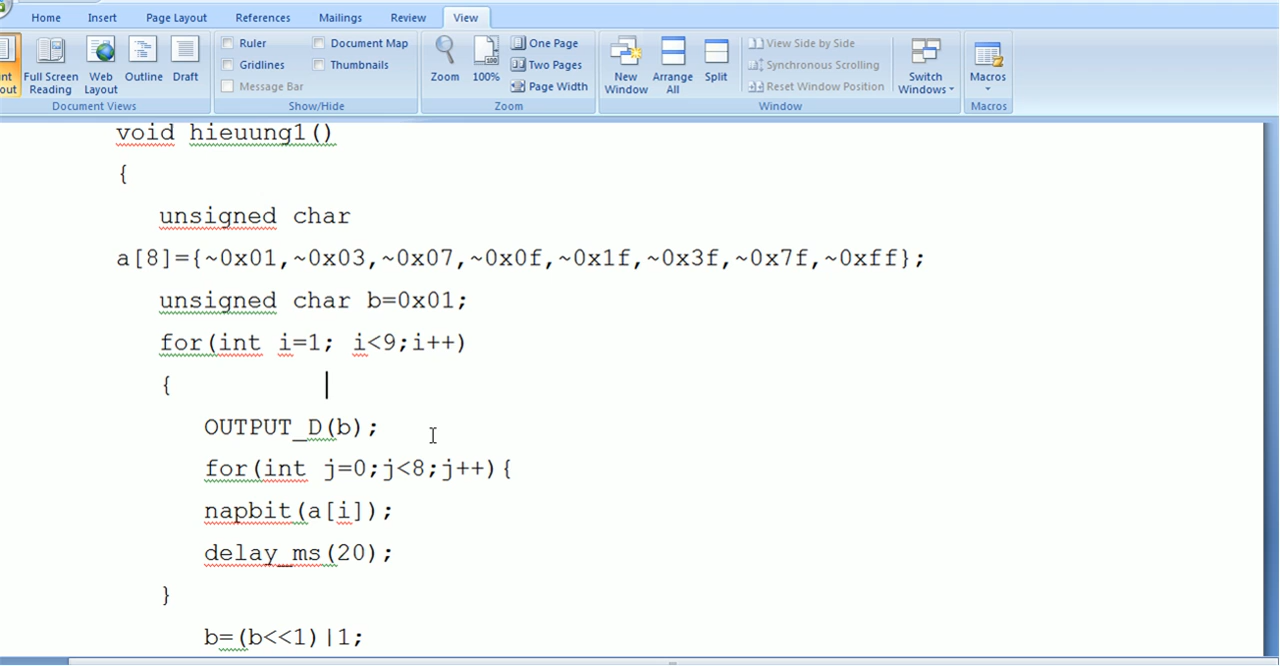 Home Insert Page Layout References Mailings Review View
Ruler Document Map One Page View Side by Side
Gridlines Thumbnails Two Pages Synchronous Scrolling
Full Screen Reading Web Layout Outline Draft Message Bar Zoom 100% Page Width New Window Arrange All Split Reset Window Position Switch Windows Macros
Document Views Show/Hide Zoom Window Macros
void hieuung1()
{
unsigned char
a[8]={~0x01,~0x03,~0x07,~0x0f,~0x1f,~0x3f,~0x7f,~0xff};
unsigned char b=0x01;
for(int i=1; i<9;i++)
{
OUTPUT_D(b);
for(int j=0;j<8;j++){
napbit(a[i]);
delay_ms(20);
}
b=(b<<1)|1;